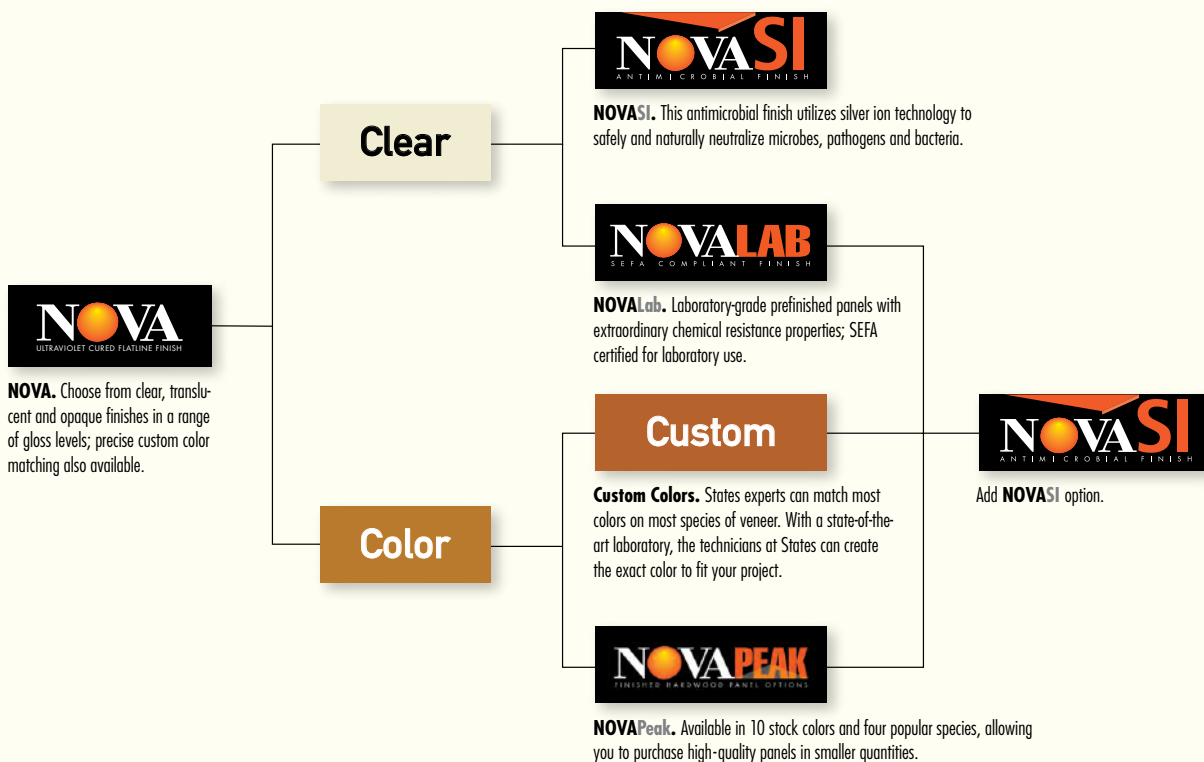 NOVA
ULTRAVIOLET CURED FLATLINE FINISH
NOVA. Choose from clear, translu-
cent and opaque finishes in a range
of gloss levels; precise custom color
matching also available.
Clear
Color
NOVASI
ANTIMICROBIAL FINISH
NOVASI. This antimicrobial finish utilizes silver ion technology to
safely and naturally neutralize microbes, pathogens and bacteria.
NOVALAB
SEFA COMPLIANT FINISH
NOVALab. Laboratory-grade prefinished panels with
extraordinary chemical resistance properties; SEFA
certified for laboratory use.
Custom
Custom Colors. States experts can match most
colors on most species of veneer. With a state-of-the-
art laboratory, the technicians at States can create
the exact color to fit your project.
NOVAPEAK
FINISHED HARDWOOD PANEL OPTIONS
NOVAPeak. Available in 10 stock colors and four popular species, allowing
you to purchase high-quality panels in smaller quantities.
NOVASI
ANTIMICROBIAL FINISH
Add NOVASI option.